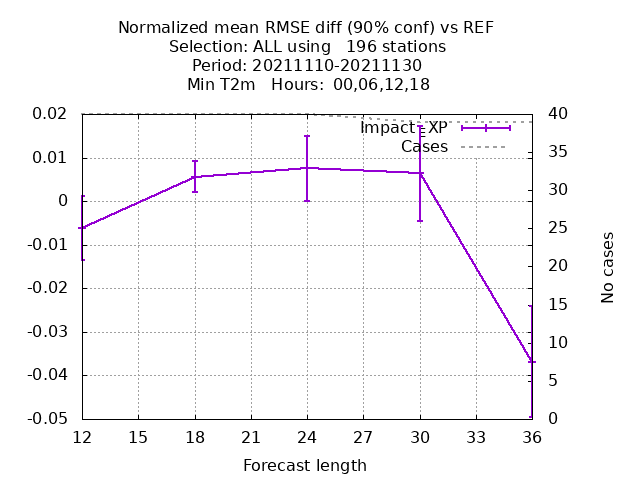 Normalized mean RMSE diff (90% conf) vs REF
Selection: ALL using   196 stations
Period: 20211110-20211130
Min T2m   Hours:  00,06,12,18
Impact_XP
Cases
0.02
0.01
0
-0.01
-0.02
-0.03
-0.04
-0.05
40
35
30
25
20
15
10
5
0
No cases
12 15 18 21 24 27 30 33 36
Forecast length